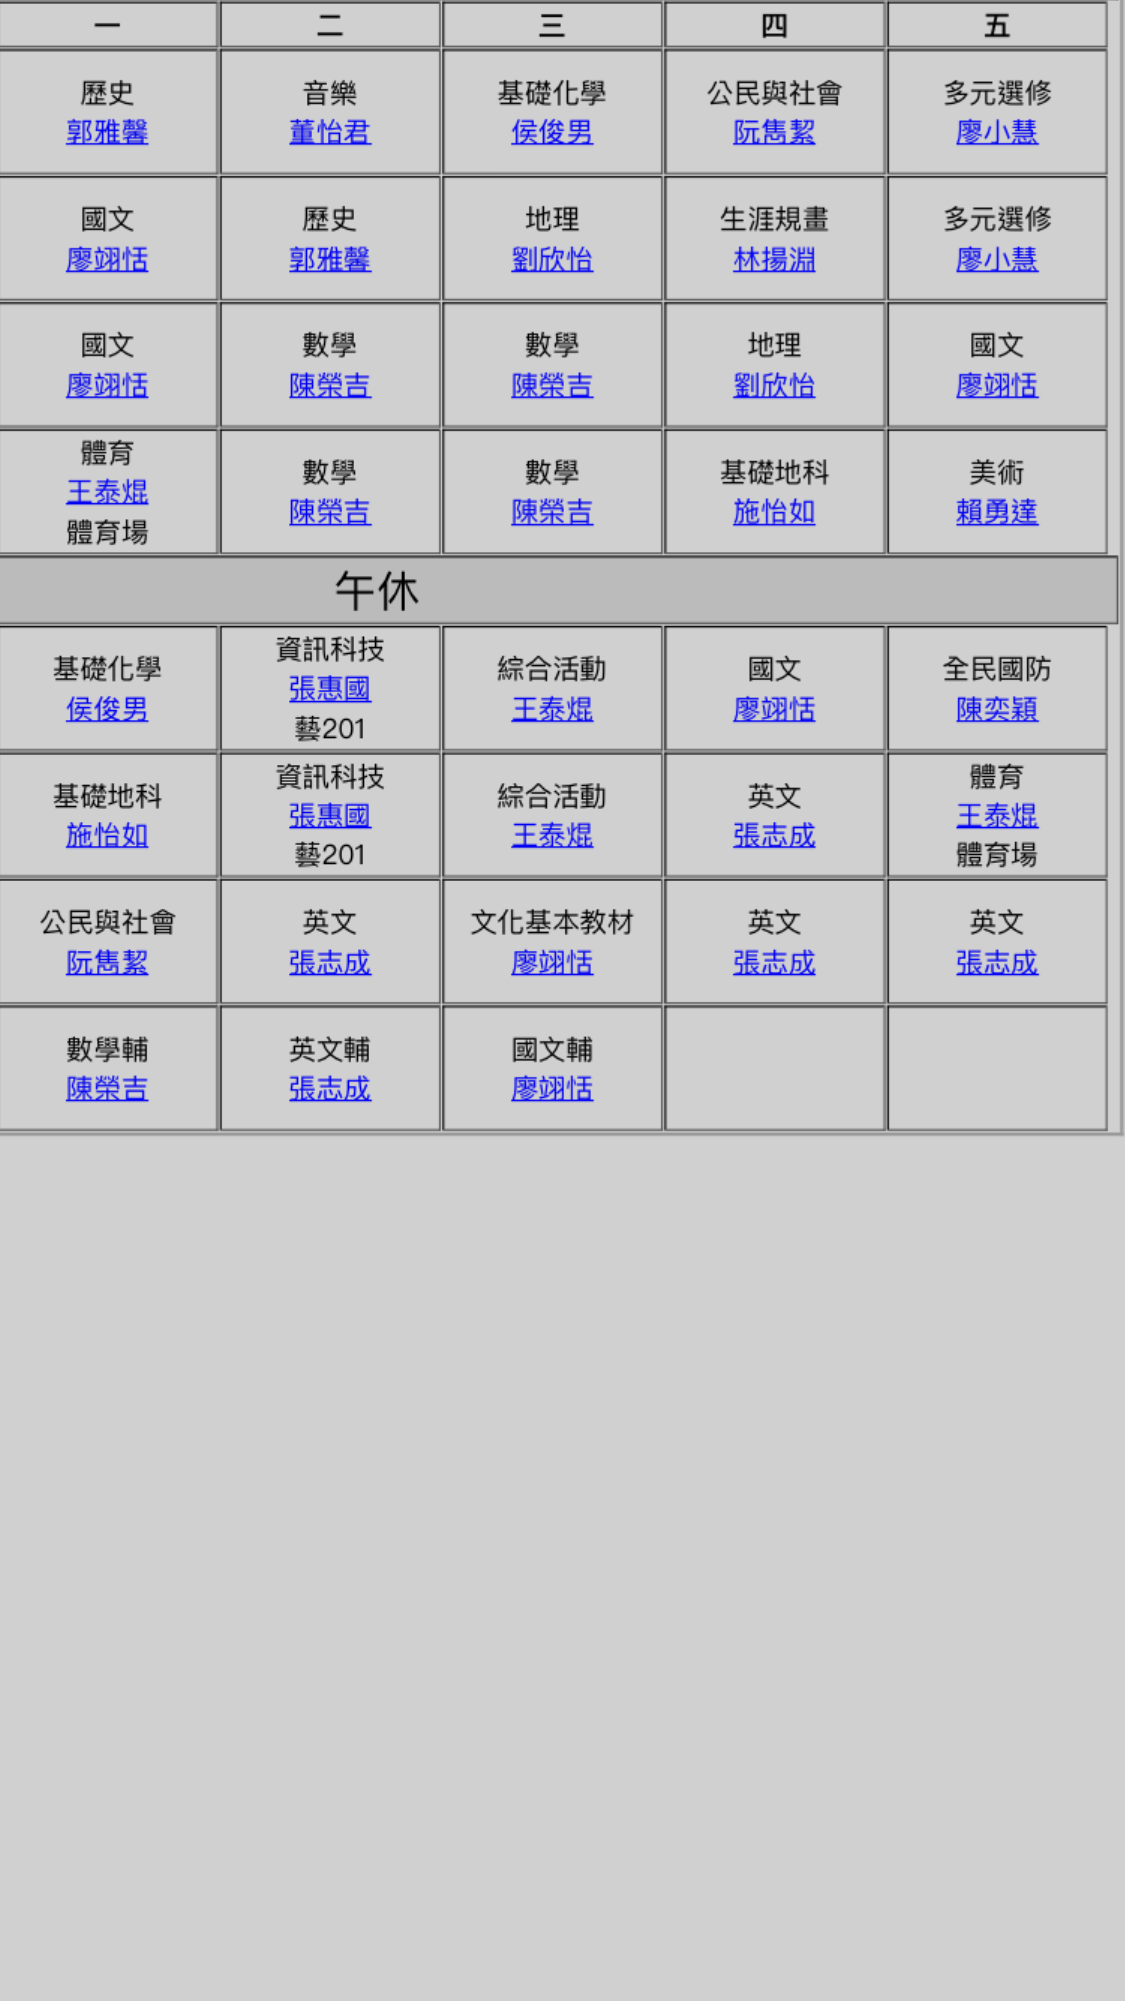 一 二 三 四 五
歷史 音樂 基礎化學 公民與社會 多元選修
郭雅馨 董怡君 侯俊男 阮雋絜 廖小慧
國文 歷史 地理 生涯規畫 多元選修
廖翊恬 郭雅馨 劉欣怡 林揚淵 廖小慧
國文 數學 數學 地理 國文
廖翊恬 陳榮吉 陳榮吉 劉欣怡 廖翊恬
體育 數學 數學 基礎地科 美術
王泰焜 陳榮吉 陳榮吉 施怡如 賴勇達
體育場
午休
基礎化學 資訊科技 綜合活動 國文 全民國防
侯俊男 張惠國 王泰焜 廖翊恬 陳奕穎
藝201
基礎地科 資訊科技 綜合活動 英文 體育
施怡如 張惠國 王泰焜 張志成 王泰焜
藝201 體育場
公民與社會 英文 文化基本教材 英文 英文
阮雋絜 張志成 廖翊恬 張志成 張志成
數學輔 英文輔 國文輔
陳榮吉 張志成 廖翊恬